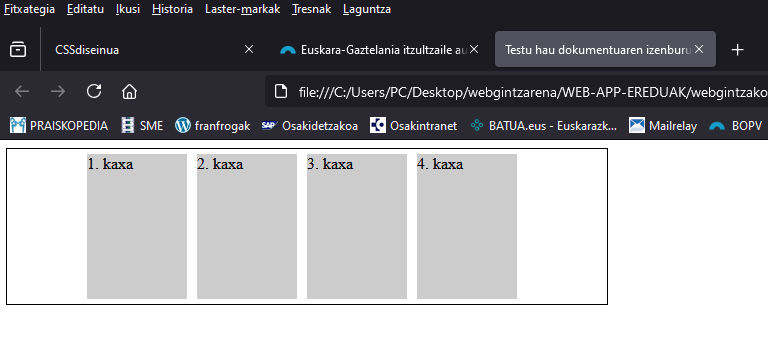 Fitxategia Editatu Ikusi Historia Laster-markak Tresnak Laguntza
CSSdiseinua Euskara-Gaztelania itzultzaile au Testu hau dokumentuaren izenburu
file:///C:/Users/PC/Desktop/webgintzarena/WEB-APP-EREDUAK/webgintzako
PRAISKOPEDIA SME franfrogak SAP Osakidetzakoa Osakintranet BATUA.eus - Euskarazk... Mailrelay BOPV
1. kaxa 2. kaxa 3. kaxa 4. kaxa